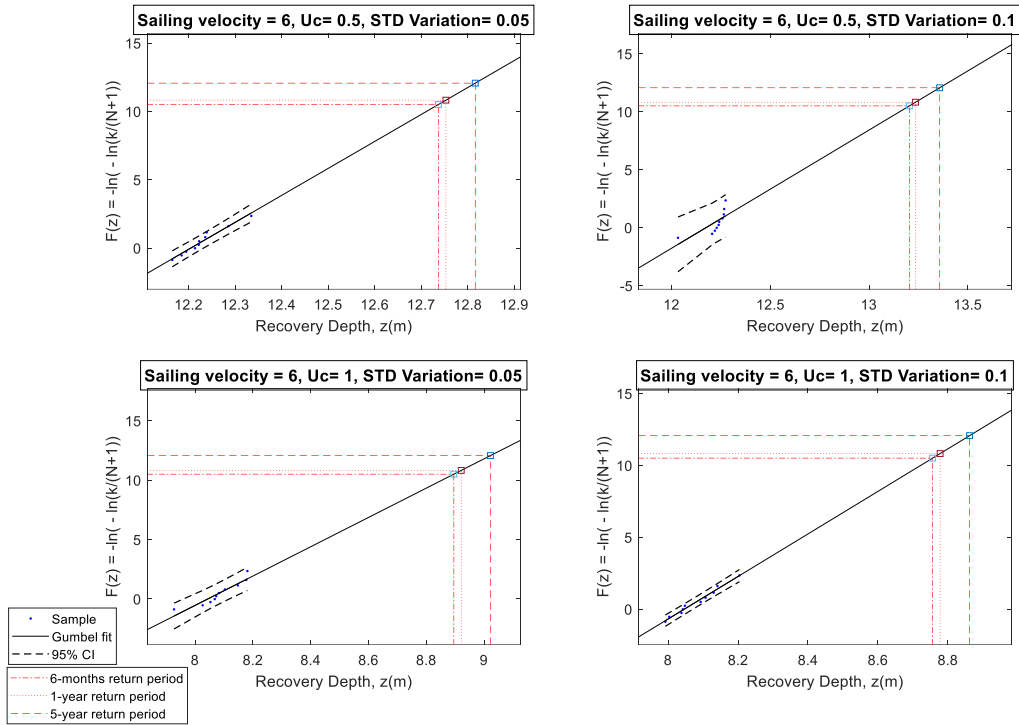 Sailing velocity = 6, Uc= 0.5, STD Variation= 0.05
15
10
5
0
F(z) = -ln( - ln(k/(N+1))
12.2 12.3 12.4 12.5 12.6 12.7 12.8 12.9
Recovery Depth, z(m)
Sailing velocity = 6, Uc= 0.5, STD Variation= 0.1
15
10
5
0
-5
F(z) = -ln( - ln(k/(N+1))
12 12.5 13 13.5
Recovery Depth, z(m)
Sailing velocity = 6, Uc= 1, STD Variation= 0.05
15
10
5
0
F(z) = -ln( - ln(k/(N+1))
8 8.2 8.4 8.6 8.8 9
Recovery Depth, z(m)
Sailing velocity = 6, Uc= 1, STD Variation= 0.1
15
10
5
0
F(z) = -ln( - ln(k/(N+1))
8 8.2 8.4 8.6 8.8
Recovery Depth, z(m)
Sample
Gumbel fit
95% CI
6-months return period
1-year return period
5-year return period